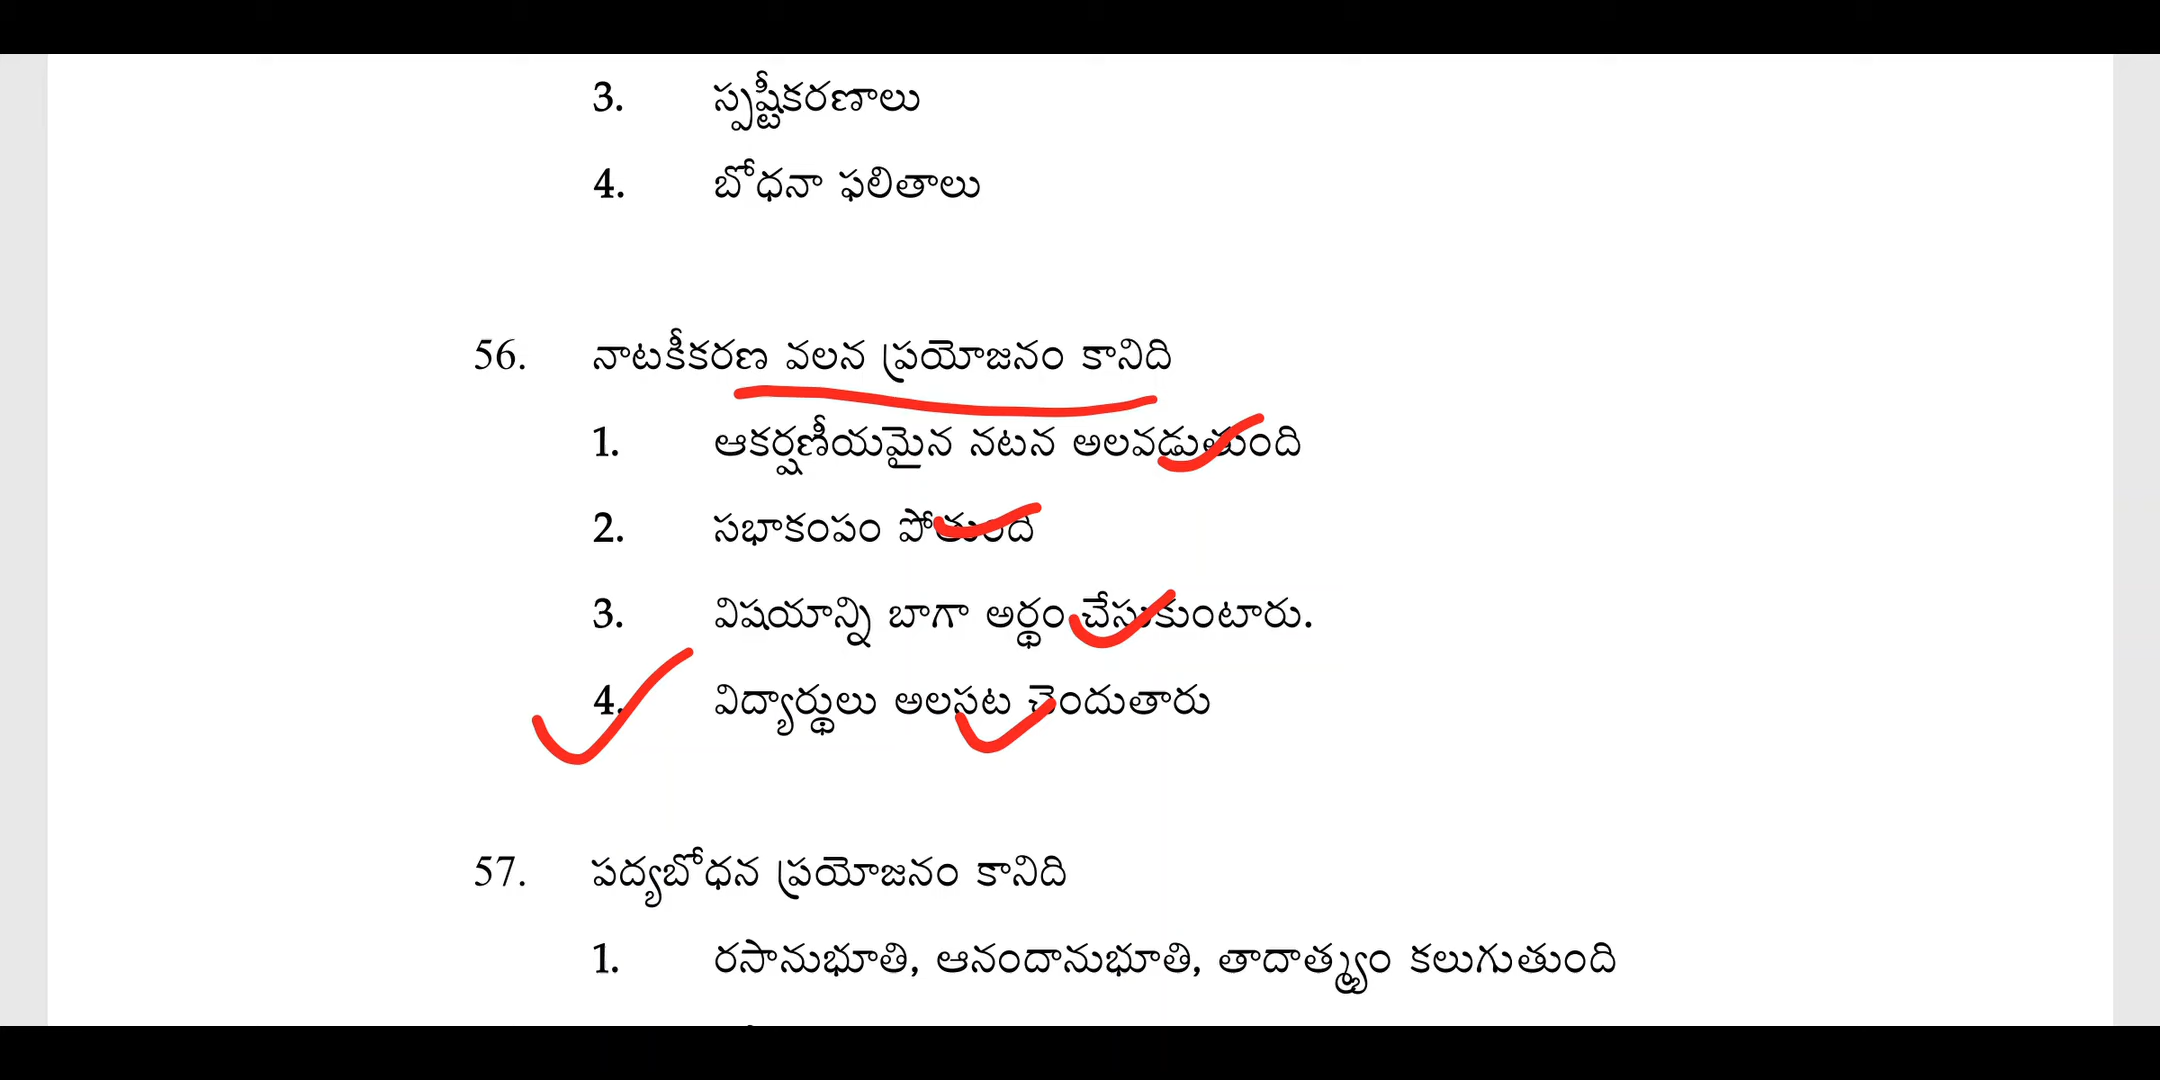 3. స్పష్టీకరణాలు
4. బోధనా ఫలితాలు
56. నాటకీకరణ వలన ప్రయోజనం కానిది
1. ఆకర్షణీయమైన నటన అలవడుతుంది
2. సభాకంపం పోతుంది
3. విషయాన్ని బాగా అర్థం చేసుకుంటారు.
4. విద్యార్థులు అలసట చెందుతారు
57. పద్యబోధన ప్రయోజనం కానిది
1. రసానుభూతి, ఆనందానుభూతి, తాదాత్మ్యం కలుగుతుంది